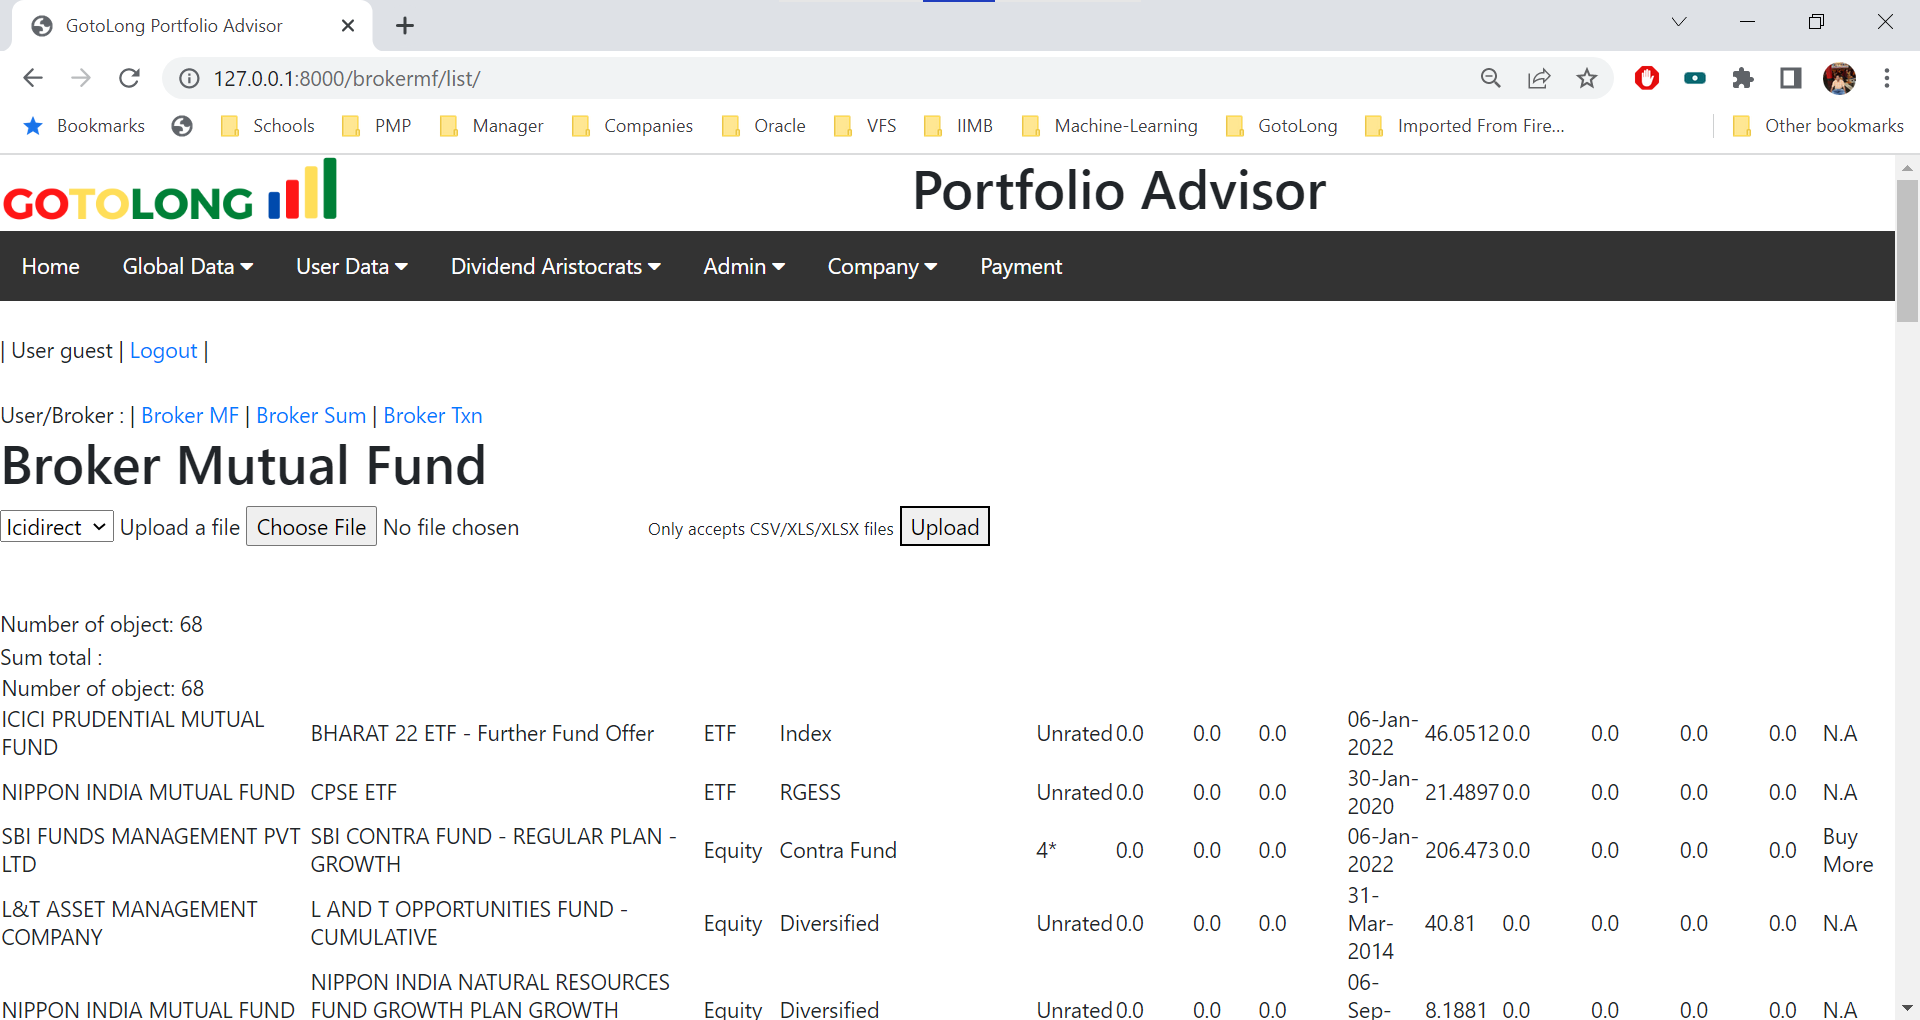 GotoLong Portfolio Advisor
127.0.0.1:8000/brokermf/list/
Bookmarks Schools PMP Manager Companies Oracle VFS IIMB Machine-Learning GotoLong Imported From Fire... Other bookmarks
GOTOLONG
Portfolio Advisor
Home Global Data User Data Dividend Aristocrats Admin Company Payment
| User guest | Logout |
User/Broker : | Broker MF | Broker Sum | Broker Txn
Broker Mutual Fund
Icidirect Upload a file Choose File No file chosen Only accepts CSV/XLS/XLSX files Upload
Number of object: 68
Sum total :
Number of object: 68
ICICI PRUDENTIAL MUTUAL FUND BHARAT 22 ETF - Further Fund Offer ETF Index Unrated 0.0 0.0 0.0 06-Jan-2022 46.0512 0.0 0.0 0.0 0.0 N.A
NIPPON INDIA MUTUAL FUND CPSE ETF ETF RGESS Unrated 0.0 0.0 0.0 30-Jan-2020 21.4897 0.0 0.0 0.0 0.0 N.A
SBI FUNDS MANAGEMENT PVT LTD SBI CONTRA FUND - REGULAR PLAN - GROWTH Equity Contra Fund 4* 0.0 0.0 0.0 06-Jan-2022 206.473 0.0 0.0 0.0 0.0 Buy More
L&T ASSET MANAGEMENT COMPANY L AND T OPPORTUNITIES FUND - CUMULATIVE Equity Diversified Unrated 0.0 0.0 0.0 31-Mar-2014 40.81 0.0 0.0 0.0 0.0 N.A
NIPPON INDIA MUTUAL FUND NIPPON INDIA NATURAL RESOURCES FUND GROWTH PLAN GROWTH Equity Diversified Unrated 0.0 0.0 0.0 06-Sep- 8.1881 0.0 0.0 0.0 0.0 N.A